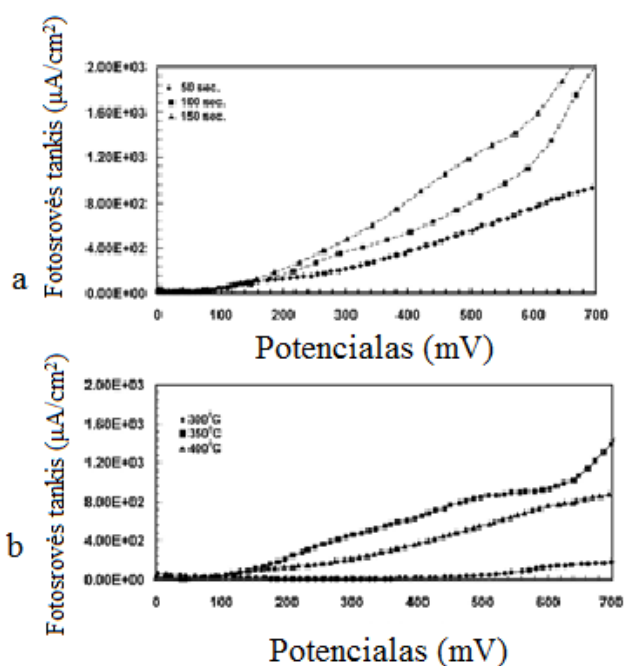 a
Fotosrovės tankis (µA/cm²)
2.00E+03
1.60E+03
1.20E+03
8.00E+02
4.00E+02
0.00E+00
50 sec.
100 sec.
150 sec.
0 100 200 300 400 500 600 700
Potencialas (mV)
b
Fotosrovės tankis (µA/cm²)
2.00E+03
1.60E+03
1.20E+03
8.00E+02
4.00E+02
0.00E+00
300⁰C
350⁰C
400⁰C
0 100 200 300 400 500 600 700
Potencialas (mV)